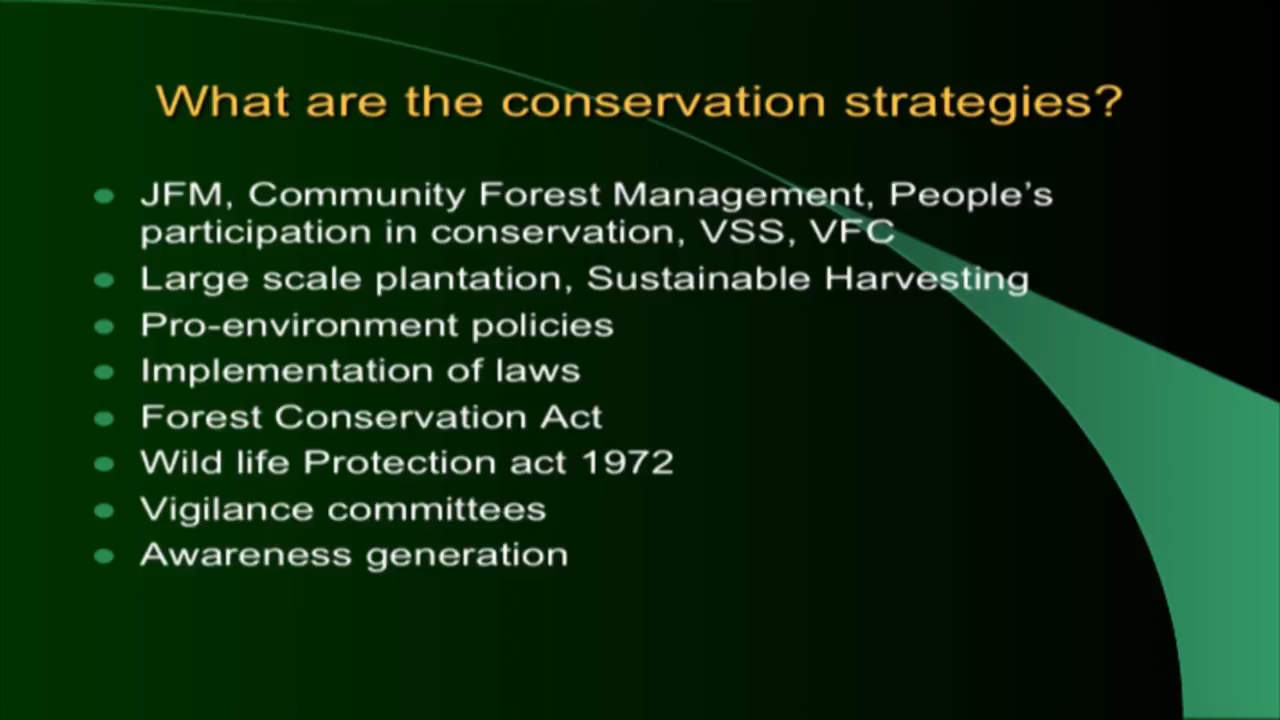 What are the conservation strategies?
JFM, Community Forest Management, People’s
participation in conservation, VSS, VFC
Large scale plantation, Sustainable Harvesting
Pro-environment policies
Implementation of laws
Forest Conservation Act
Wild life Protection act 1972
Vigilance committees
Awareness generation